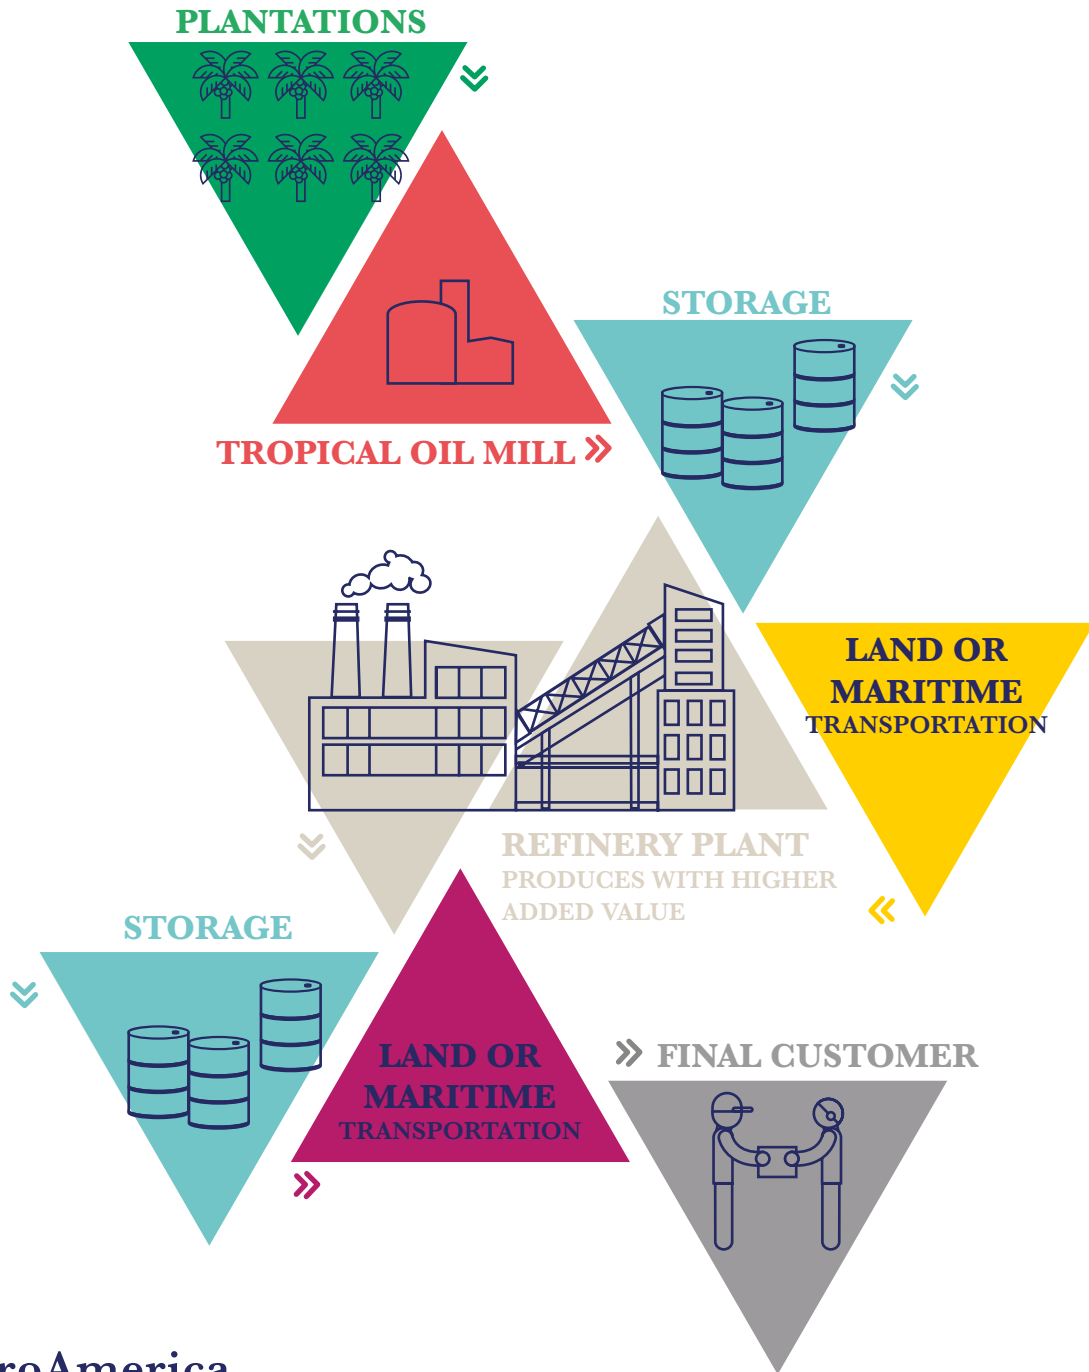 PLANTATIONS
TROPICAL OIL MILL
STORAGE
LAND OR
MARITIME
TRANSPORTATION
REFINERY PLANT
PRODUCES WITH HIGHER
ADDED VALUE
STORAGE
LAND OR
MARITIME
TRANSPORTATION
FINAL CUSTOMER
roAmerica